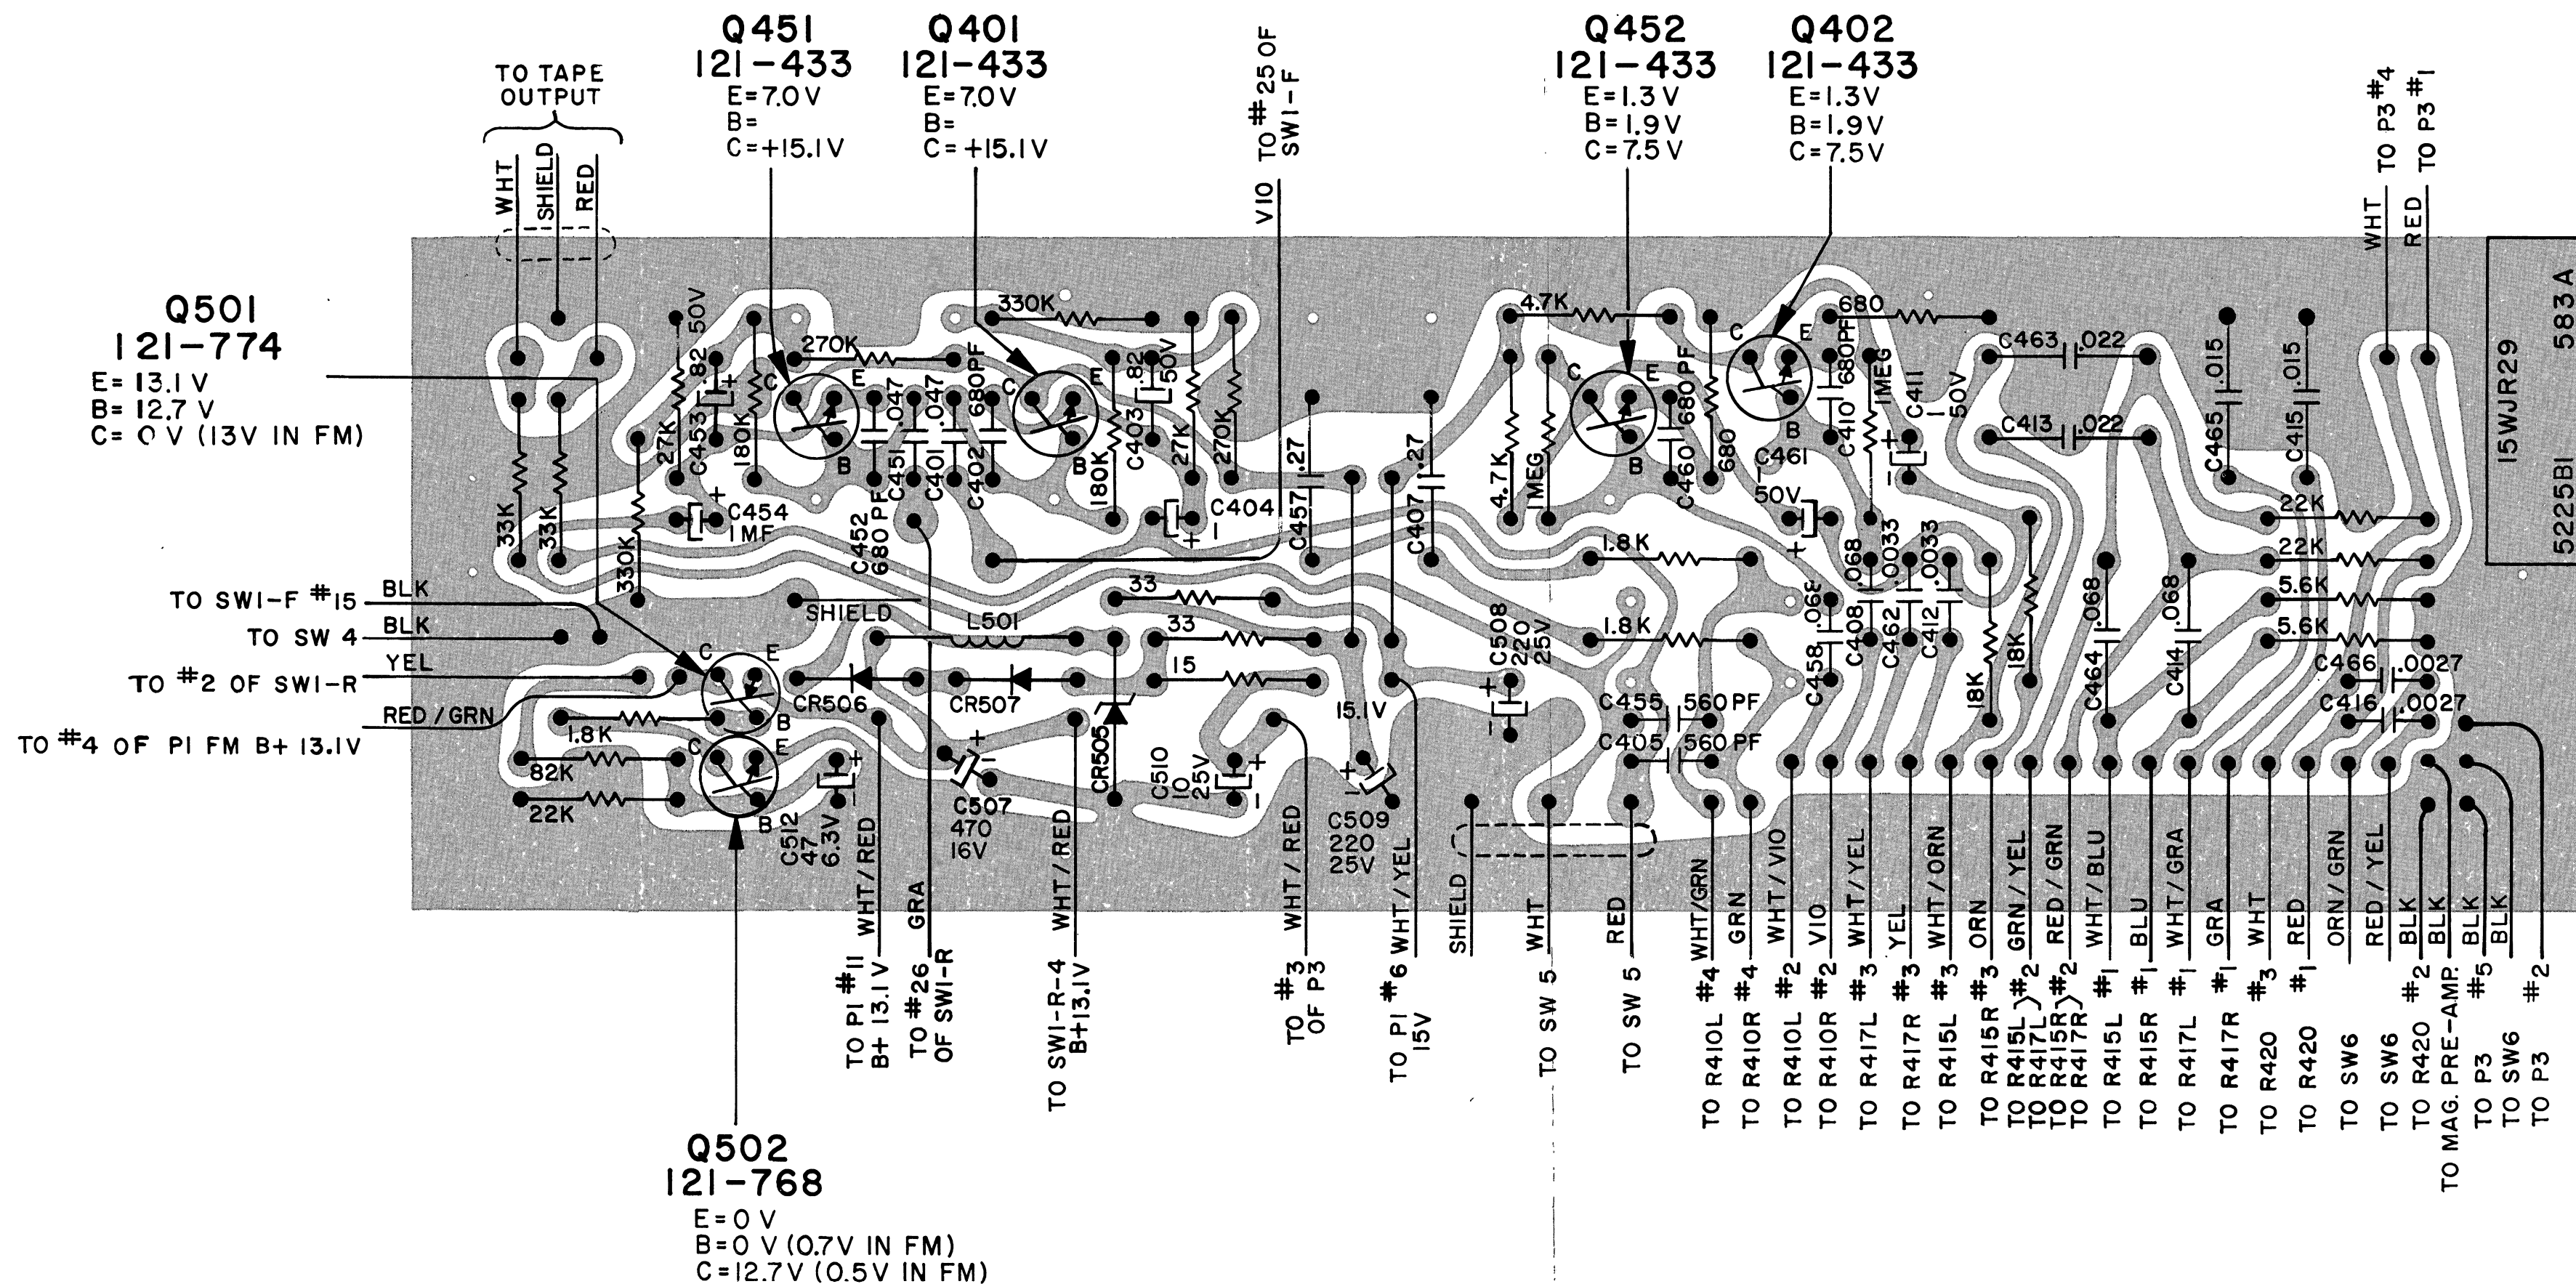 Q451
121-433
E=7.0 V
B=
C=+15.1 V
Q401
121-433
E=7.0V
B=
C= +15.1V
Q452
121-433
E=1.3 V
B=1.9 V
C=7.5 V
Q402
121-433
E=1.3V
B=1.9V
C=7.5V
TO TAPE
OUTPUT
WHT
SHIELD
RED
VIO TO #25 OF
SW1-F
WHT TO P3 #4
RED TO P3 #1
Q501
121-774
E= 13.1 V
B= 12.7 V
C= 0 V (13V IN FM)
15WJR29
583A
5225B1
330K
4.7K
680
C463 .022
C413 .022
270K
27K
C453 .82 50V
180K
C E B
C452
680 PF
C451 .047
C401 .047
C402 680PF
C E B
180K
C403 .82 50V
27K
270K
C457 .27
C407 .27
4.7K
1MEG
C E B
C460 680 PF
680
C E B
C410 680PF
1MEG
C411
1 50V
C461
1
50V
C465 .015
C415 .015
33K
33K
330K
C454
1MF
C404
1
1.8K
1.8K
22K
22K
5.6K
5.6K
C466 .0027
C416 .0027
C458 .068
C408 .068
C462 .0033
C412 .0033
18K
18K
C464 .068
C414 .068
TO SW1-F #15 BLK
TO SW 4 BLK
YEL
TO #2 OF SW1-R
RED/GRN
TO #4 OF P1 FM B+ 13.1V
SHIELD
L501
33
33
15
CR506
CR507
CR505
15.1V
C508
220
25V
C455 560 PF
C405 560 PF
1.8K
82K
22K
C E B
C E B
C512
47
6.3V
C507
470
16V
C510
10
25V
C509
220
25V
WHT/RED
TO P1 #11
B+ 13.1 V
GRA
TO #26
OF SW1-R
WHT/RED
TO SW1-R-4
B+13.1V
WHT/RED
TO #3
OF P3
WHT/YEL
TO P1 #6
15V
SHIELD
WHT
TO SW 5
RED
TO SW 5
WHT/GRN
TO R410L #4
GRN
TO R410R #4
WHT/VIO
TO R410L #2
VIO
TO R410R #2
WHT/YEL
TO R417L #3
YEL
TO R417R #3
WHT/ORN
TO R415L #3
ORN
TO R415R #3
GRN/YEL
TO R415L
TO R417L } #2
RED/GRN
TO R415R
TO R417R } #2
WHT/BLU
TO R415L #1
BLU
TO R415R #1
WHT/GRA
TO R417L #1
GRA
TO R417R #1
WHT
TO R420 #3
RED
TO R420 #1
ORN/GRN
TO SW6
RED/YEL
TO SW6
BLK
TO R420 #2
BLK
TO MAG. PRE-AMP.
BLK
TO P3 #5
BLK
TO SW6
TO P3 #2
Q502
121-768
E=0 V
B=0 V (0.7V IN FM)
C=12.7V (0.5V IN FM)